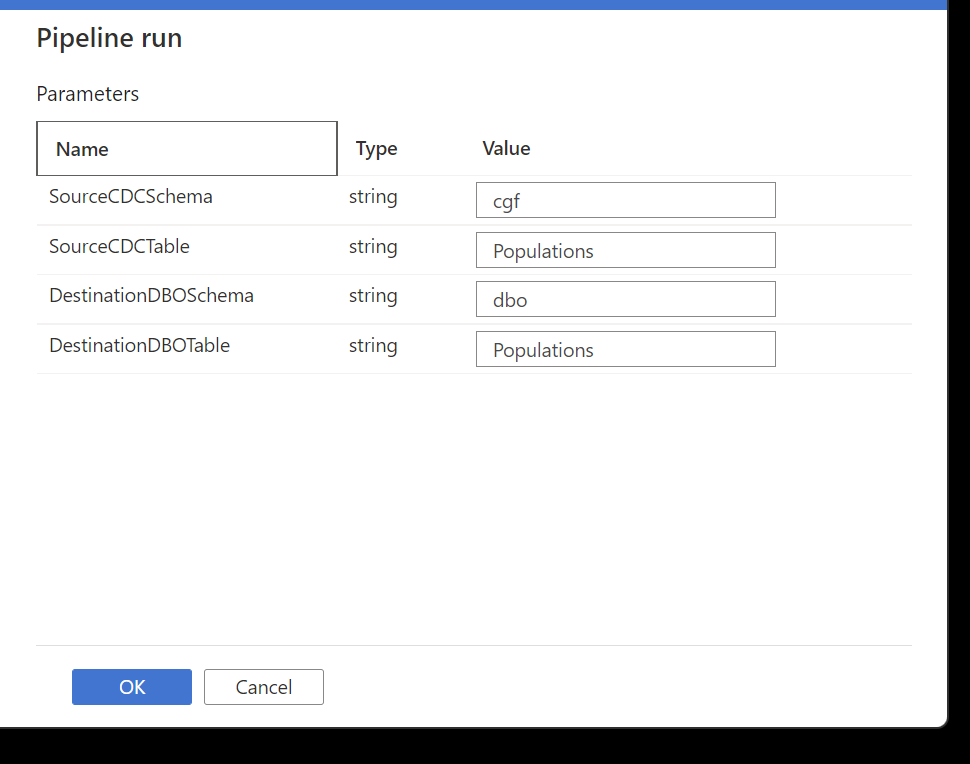 Pipeline run
Parameters
Name Type Value
SourceCDCSchema string cgf
SourceCDCTable string Populations
DestinationDBOSchema string dbo
DestinationDBOTable string Populations
OK Cancel